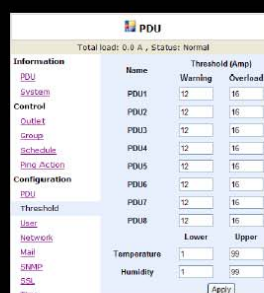 PDU
Total load: 0.0 A , Status: Normal
Information
PDU
System
Control
Outlet
Group
Schedule
Ping Action
Configuration
PDU
Threshold
User
Network
Mail
SNMP
SSL
Name
Threshold (Amp)
Warning Overload
PDU1 12 16
PDU2 12 16
PDU3 12 16
PDU4 12 16
PDU5 12 16
PDU6 12 16
PDU7 12 16
PDU8 12 16
Lower Upper
Temperature 1 99
Humidity 1 99
Apply